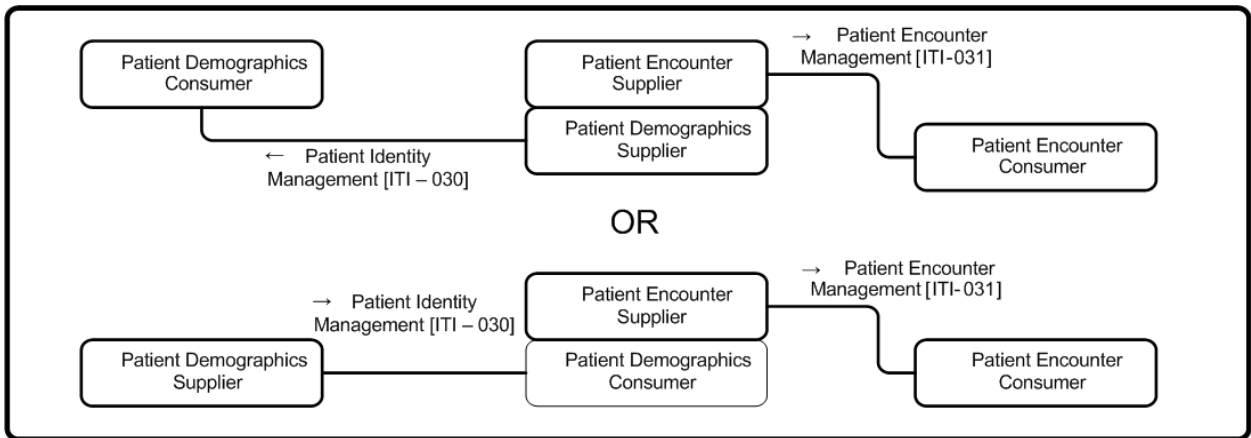 Patient Demographics
Consumer
Patient Encounter
Supplier
→ Patient Encounter
Management [ITI-031]
Patient Demographics
Supplier
← Patient Identity
Management [ITI – 030]
Patient Encounter
Consumer
OR
→ Patient Identity
Management [ITI – 030]
Patient Encounter
Supplier
→ Patient Encounter
Management [ITI-031]
Patient Demographics
Supplier
Patient Demographics
Consumer
Patient Encounter
Consumer